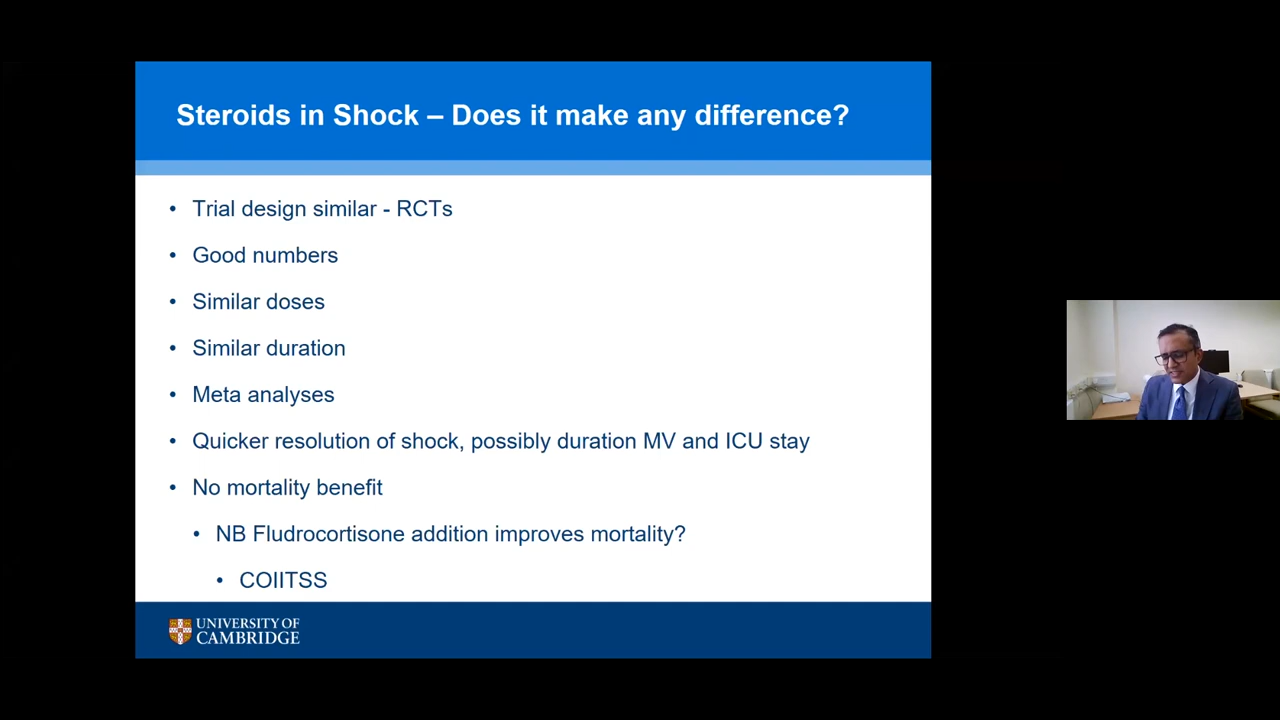 Steroids in Shock – Does it make any difference?
• Trial design similar - RCTs
• Good numbers
• Similar doses
• Similar duration
• Meta analyses
• Quicker resolution of shock, possibly duration MV and ICU stay
• No mortality benefit
• NB Fludrocortisone addition improves mortality?
• COIITSS
UNIVERSITY OF
CAMBRIDGE